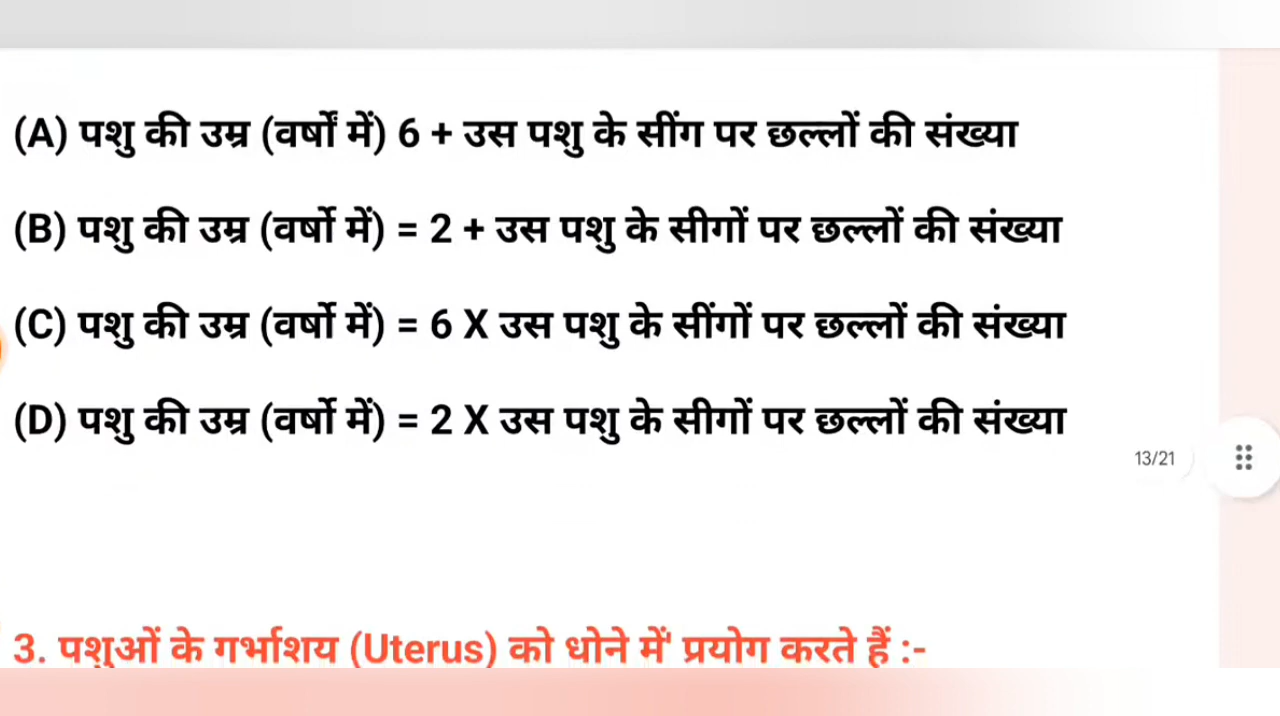 (A) पशु की उम्र (वर्षों में) 6 + उस पशु के सींग पर छल्लों की संख्या
(B) पशु की उम्र (वर्षो में) = 2 + उस पशु के सीगों पर छल्लों की संख्या
(C) पशु की उम्र (वर्षो में) = 6 X उस पशु के सींगों पर छल्लों की संख्या
(D) पशु की उम्र (वर्षो में) = 2 X उस पशु के सीगों पर छल्लों की संख्या
13/21
3. पशुओं के गर्भाशय (Uterus) को धोने में' प्रयोग करते हैं :-